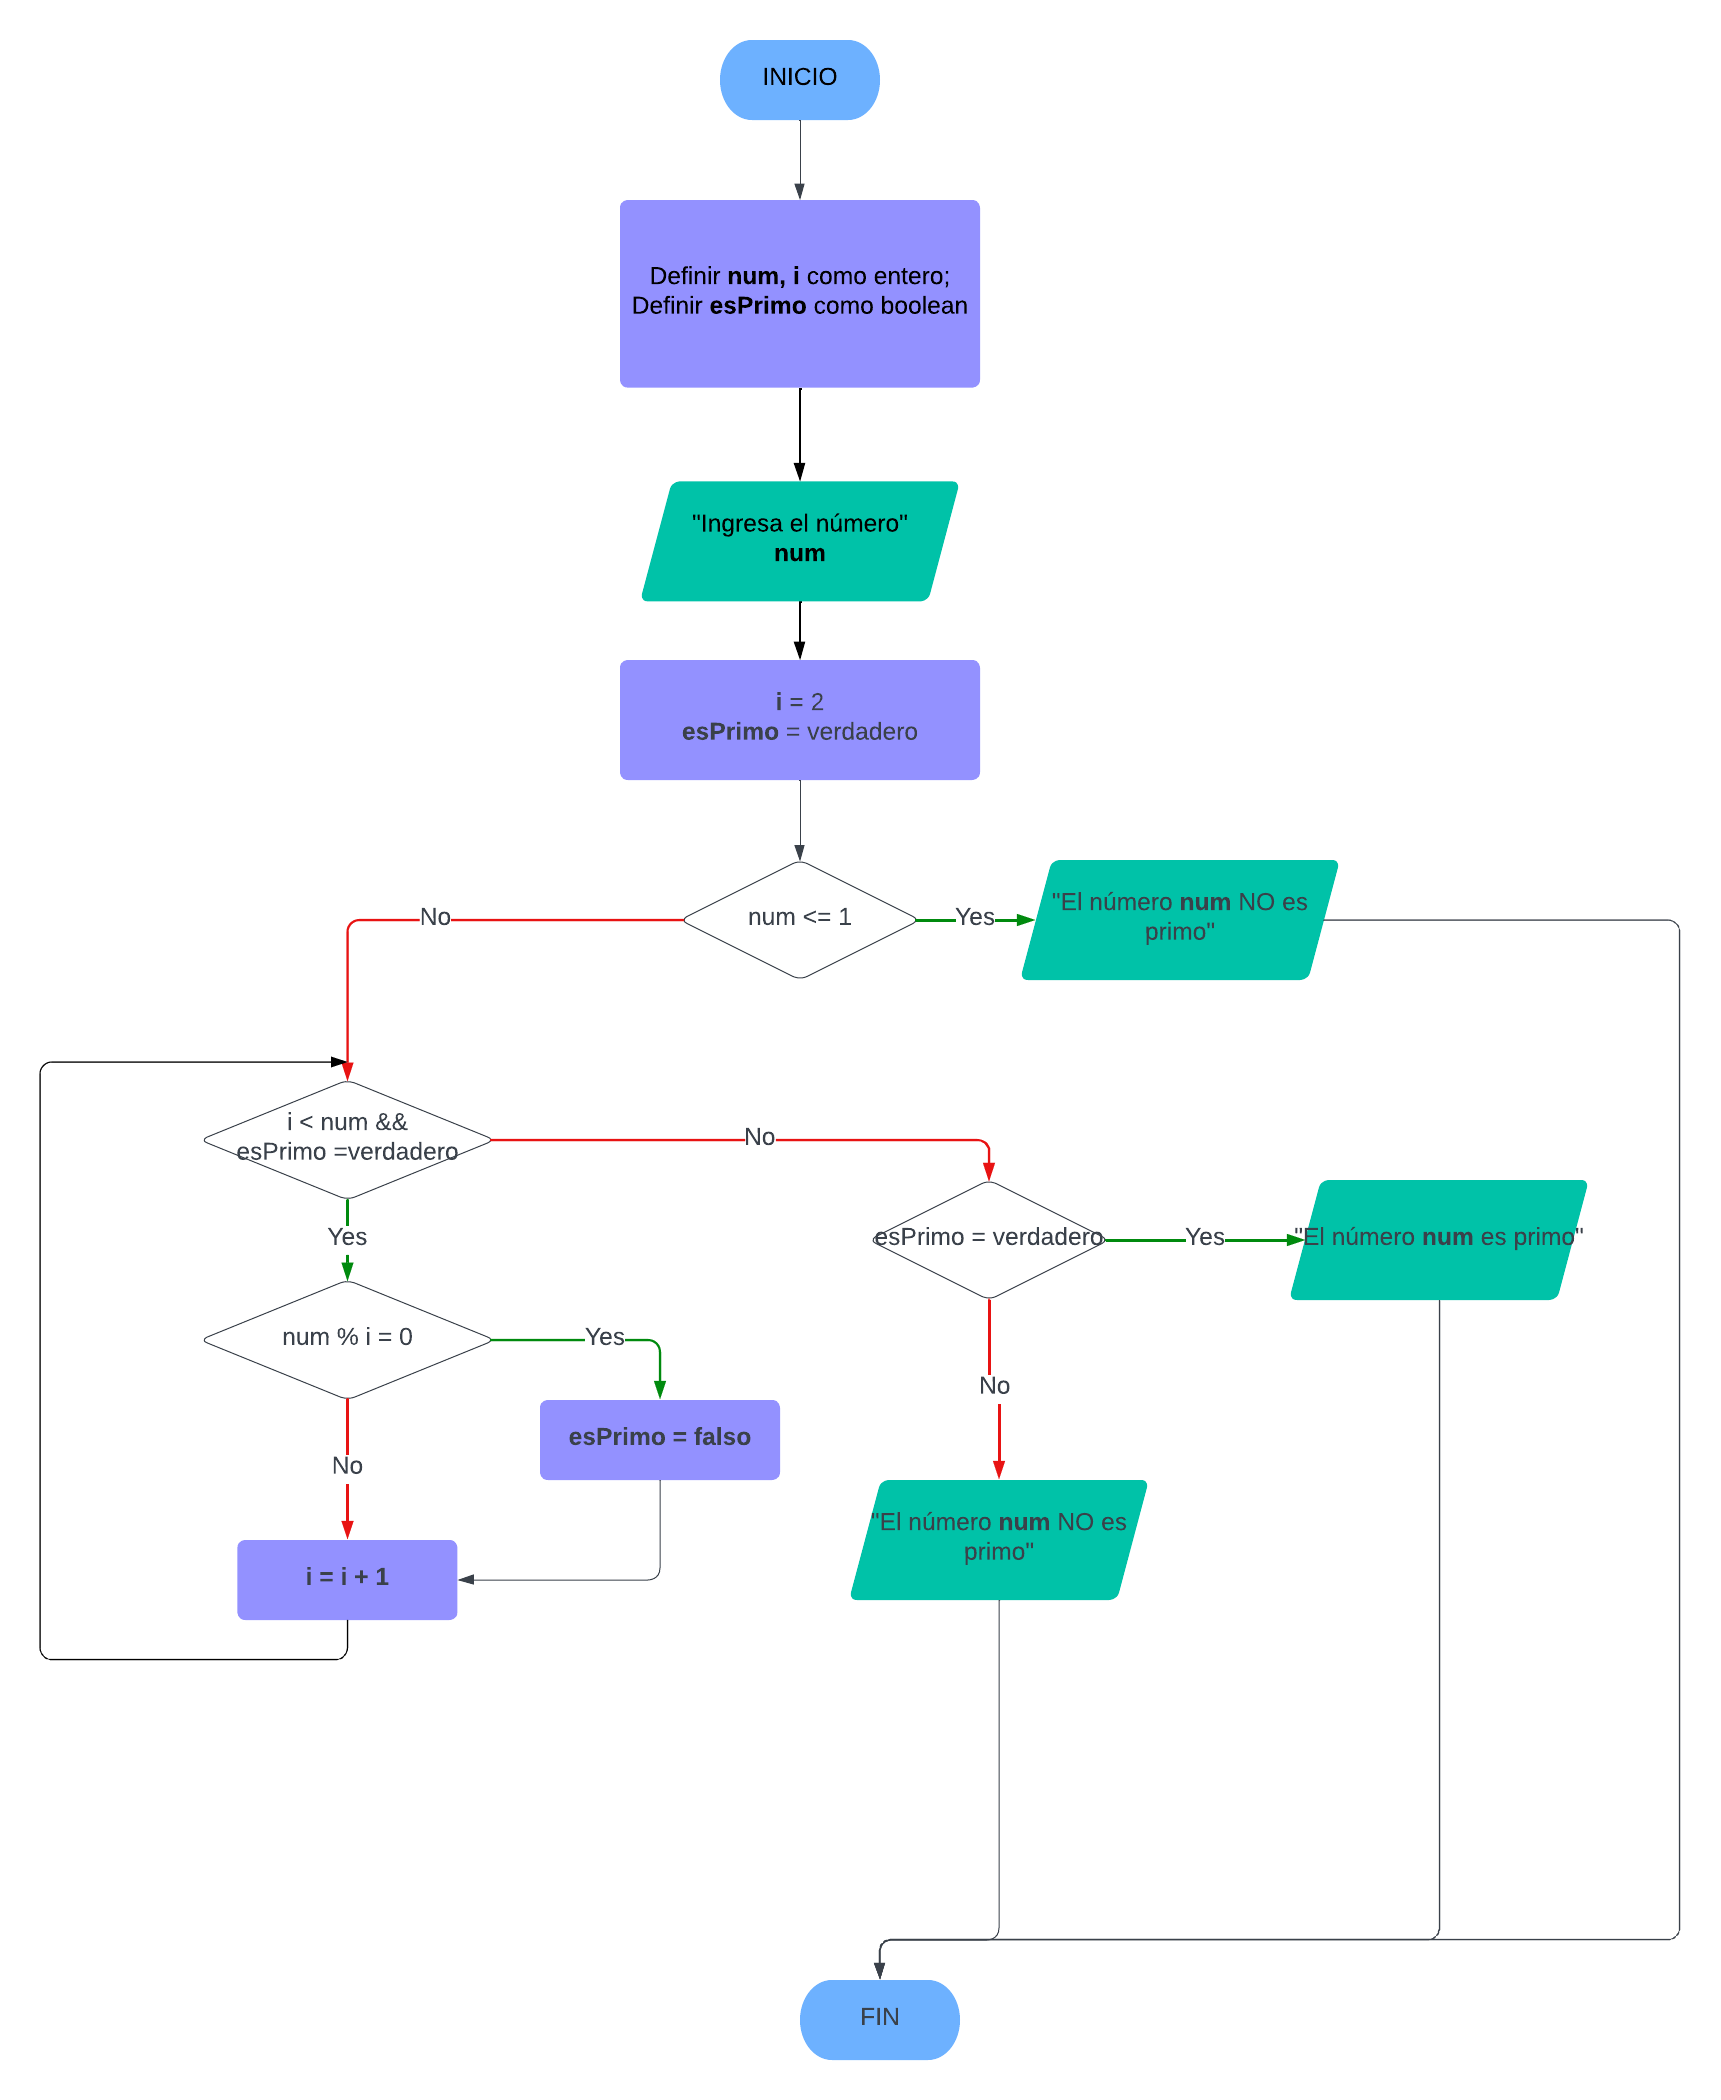 INICIO
Definir num, i como entero;
Definir esPrimo como boolean
"Ingresa el número"
num
i = 2
esPrimo = verdadero
num <= 1
No
Yes
"El número num NO es
primo"
i < num &&
esPrimo =verdadero
No
Yes
esPrimo = verdadero
Yes
"El número num es primo"
num % i = 0
Yes
No
esPrimo = falso
No
"El número num NO es
primo"
i = i + 1
FIN